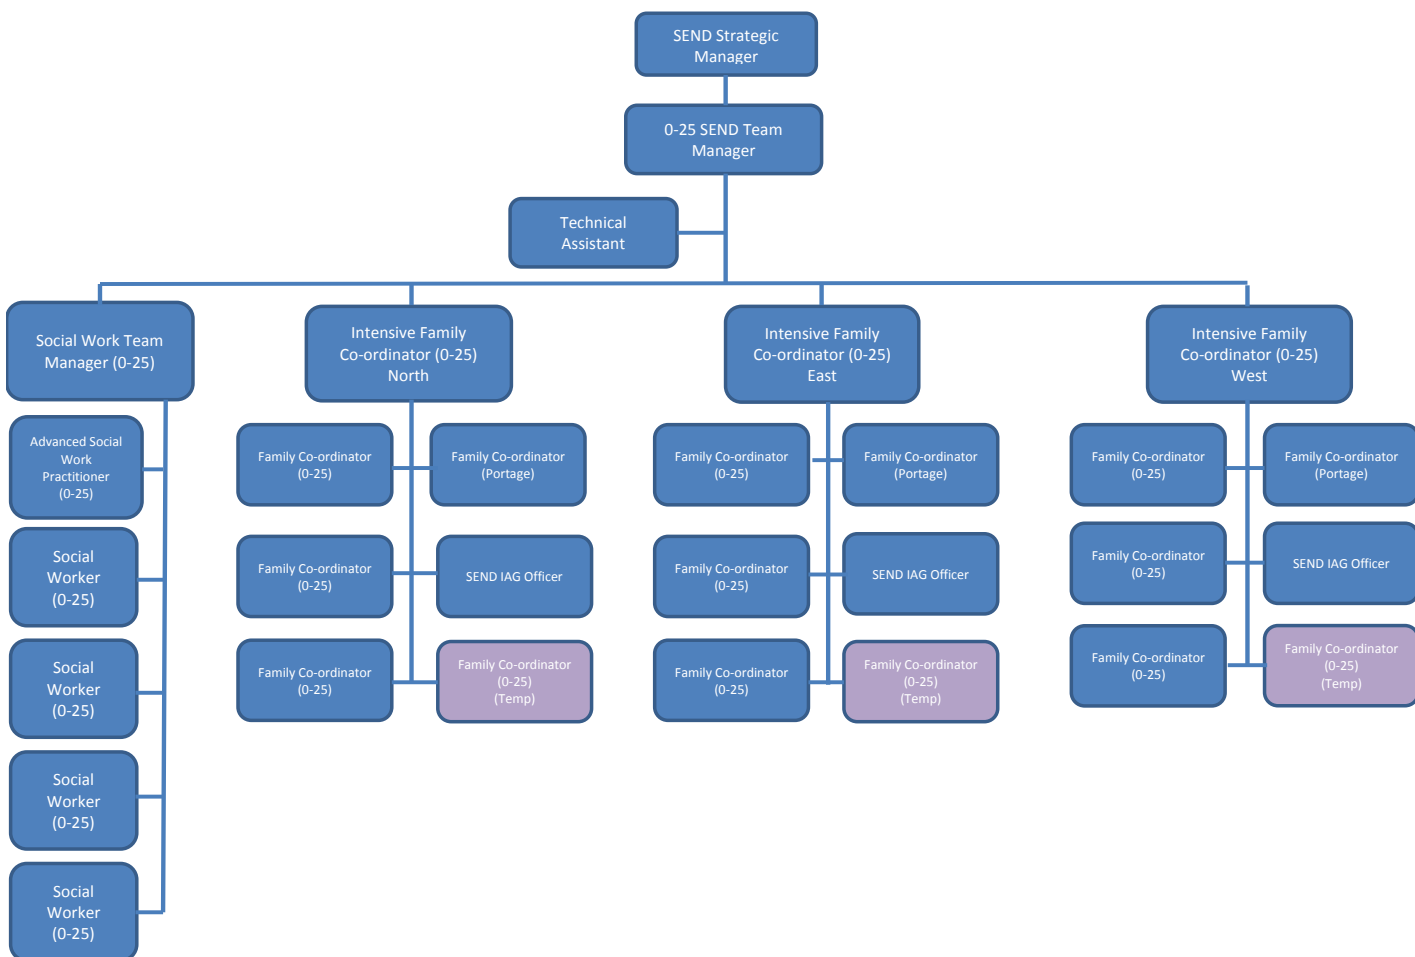 SEND Strategic
Manager
0-25 SEND Team
Manager
Technical
Assistant
Social Work Team
Manager (0-25)
Intensive Family
Co-ordinator (0-25)
North
Intensive Family
Co-ordinator (0-25)
East
Intensive Family
Co-ordinator (0-25)
West
Advanced Social
Work
Practitioner
(0-25)
Social
Worker
(0-25)
Social
Worker
(0-25)
Social
Worker
(0-25)
Social
Worker
(0-25)
Family Co-ordinator
(0-25)
Family Co-ordinator
(Portage)
Family Co-ordinator
(0-25)
SEND IAG Officer
Family Co-ordinator
(0-25)
Family Co-ordinator
(0-25)
(Temp)
Family Co-ordinator
(0-25)
Family Co-ordinator
(Portage)
Family Co-ordinator
(0-25)
SEND IAG Officer
Family Co-ordinator
(0-25)
Family Co-ordinator
(0-25)
(Temp)
Family Co-ordinator
(0-25)
Family Co-ordinator
(Portage)
Family Co-ordinator
(0-25)
SEND IAG Officer
Family Co-ordinator
(0-25)
Family Co-ordinator
(0-25)
(Temp)